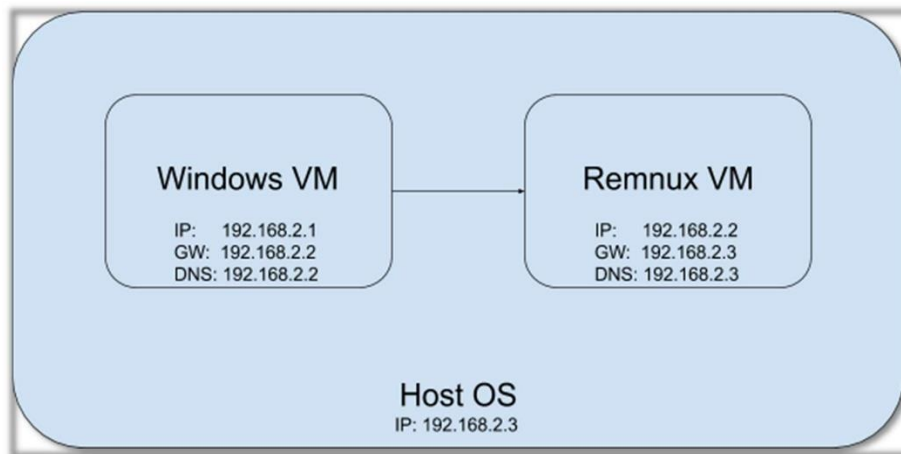 Windows VM
IP: 192.168.2.1
GW: 192.168.2.2
DNS: 192.168.2.2
Remnux VM
IP: 192.168.2.2
GW: 192.168.2.3
DNS: 192.168.2.3
Host OS
IP: 192.168.2.3